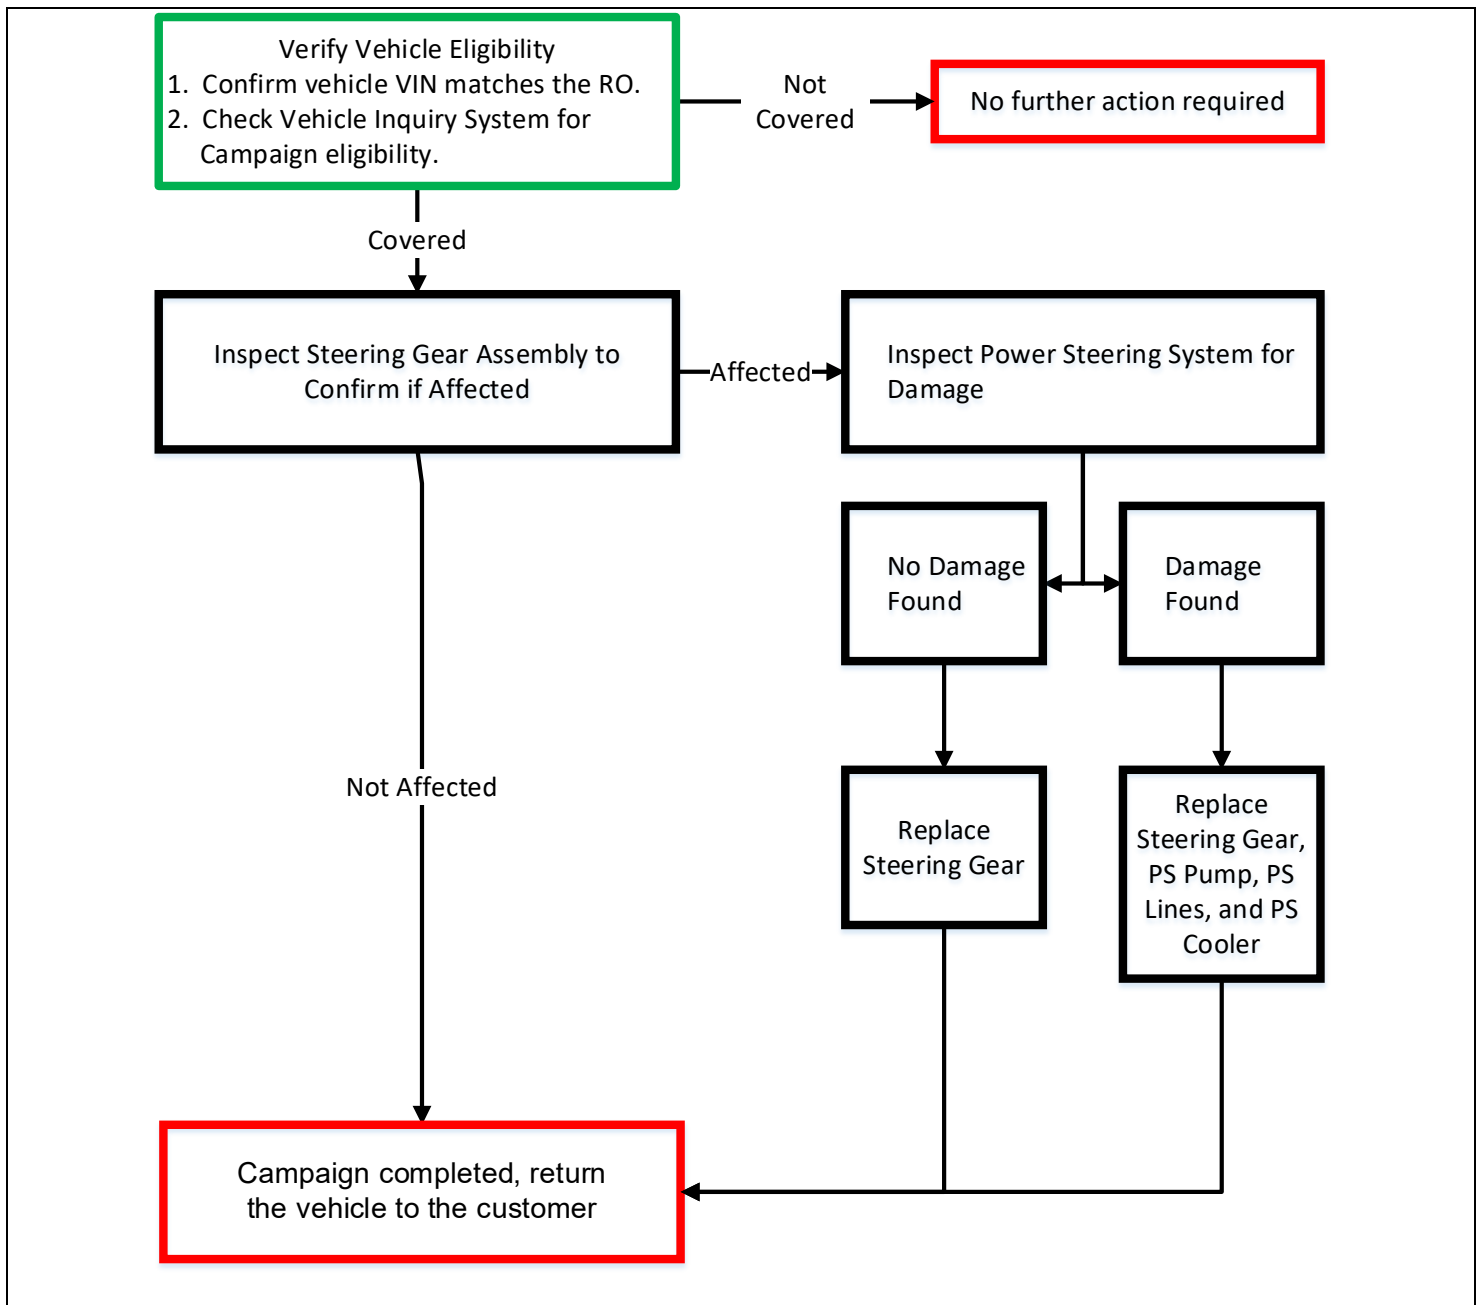 Verify Vehicle Eligibility
1. Confirm vehicle VIN matches the RO.
2. Check Vehicle Inquiry System for
Campaign eligibility.
Not
Covered
No further action required
Covered
Inspect Steering Gear Assembly to
Confirm if Affected
Affected
Inspect Power Steering System for
Damage
No Damage
Found
Damage
Found
Not Affected
Replace
Steering Gear
Replace
Steering Gear,
PS Pump, PS
Lines, and PS
Cooler
Campaign completed, return
the vehicle to the customer